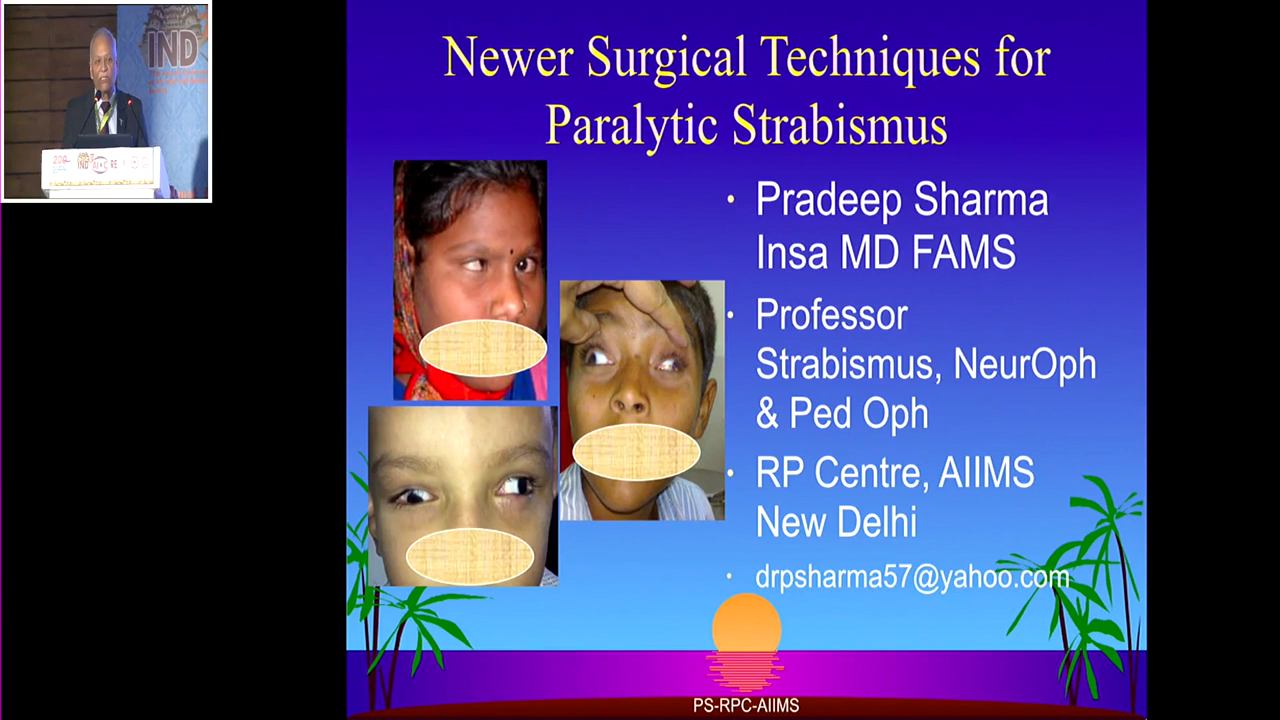 IND
Newer Surgical Techniques for
Paralytic Strabismus
• Pradeep Sharma
Insa MD FAMS
• Professor
Strabismus, NeurOph
& Ped Oph
• RP Centre, AIIMS
New Delhi
• drpsharma57@yahoo.com
PS-RPC-AIIMS